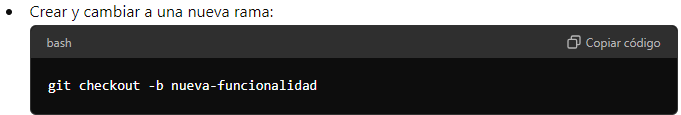 Crear y cambiar a una nueva rama:
bash Copiar código
git checkout -b nueva-funcionalidad